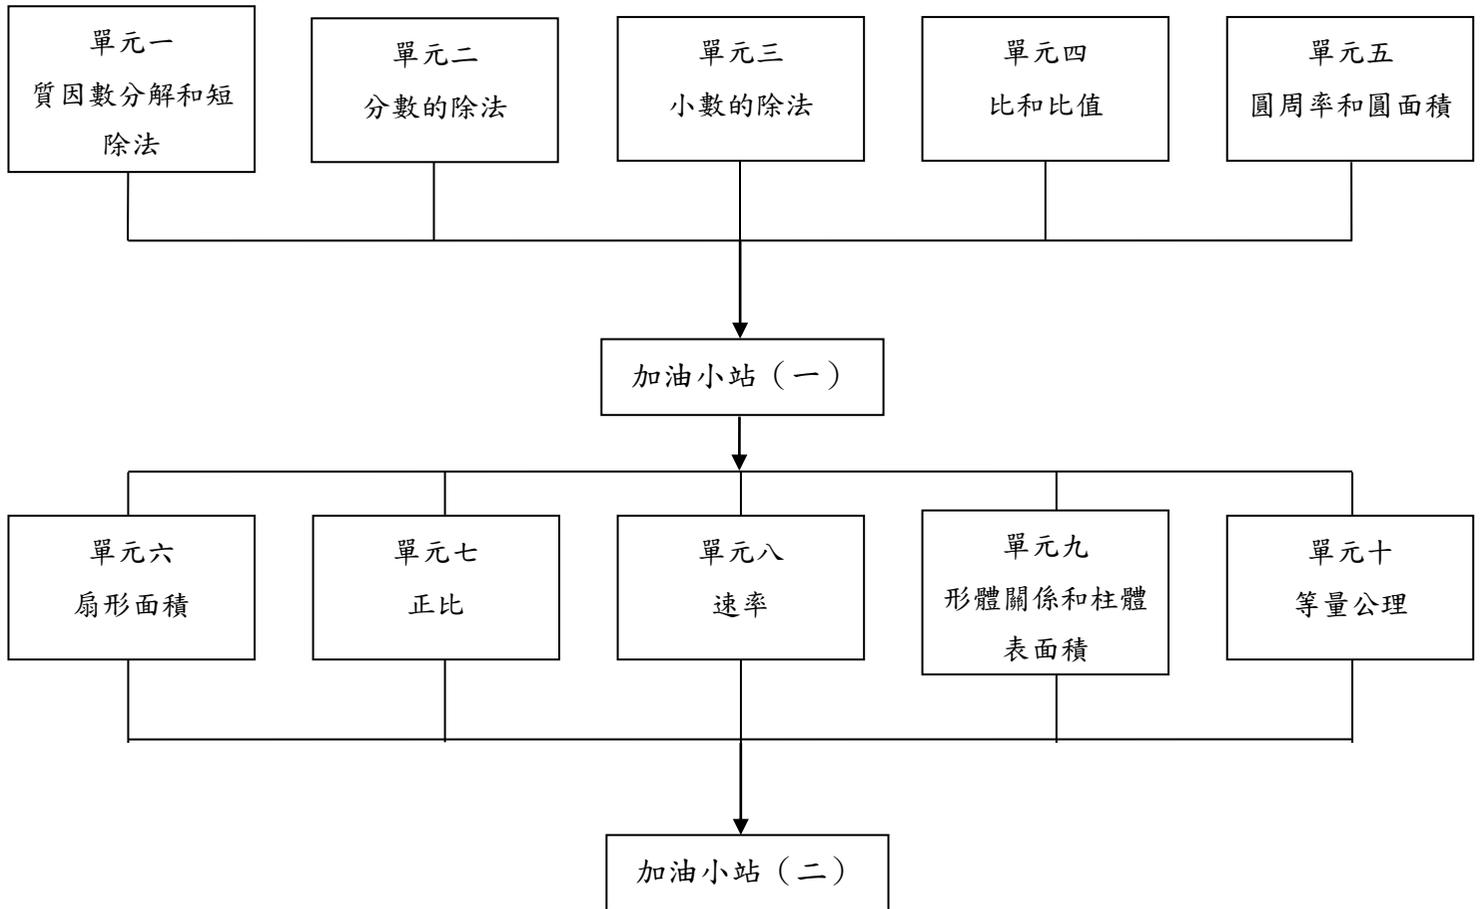 單元一
質因數分解和短
除法
單元二
分數的除法
單元三
小數的除法
單元四
比和比值
單元五
圓周率和圓面積
加油小站（一）
單元六
扇形面積
單元七
正比
單元八
速率
單元九
形體關係和柱體
表面積
單元十
等量公理
加油小站（二）